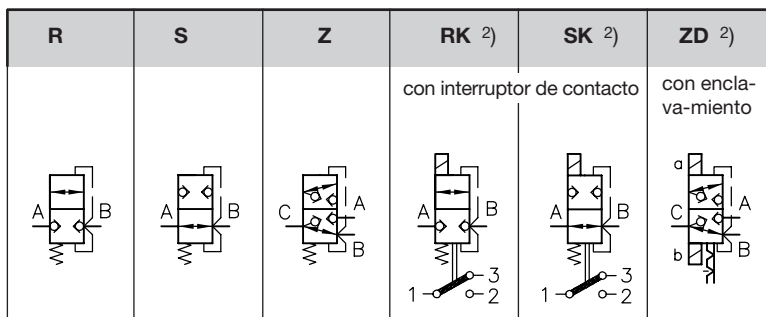 R S Z RK ²) SK ²) ZD ²)
con interruptor de contacto
con encla-
va-miento
A B
A B
C A
B
A B
1 3
2
A B
1 3
2
a
A
C
b B